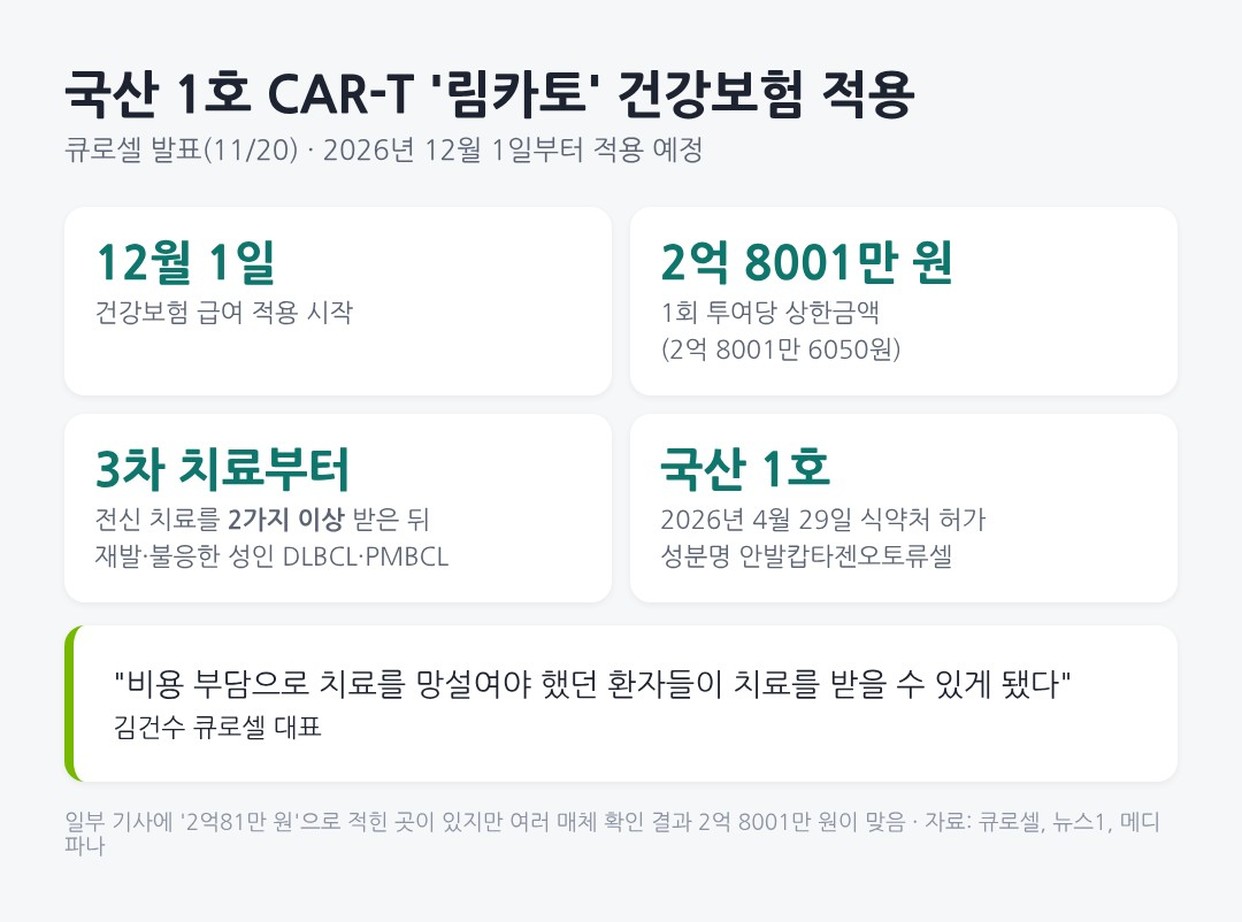 국산 1호 CAR-T '림카토' 건강보험 적용
큐로셀 발표(11/20) · 2026년 12월 1일부터 적용 예정
12월 1일
건강보험 급여 적용 시작
2억 8001만 원
1회 투여당 상한금액
(2억 8001만 6050원)
3차 치료부터
전신 치료를 2가지 이상 받은 뒤
재발·불응한 성인 DLBCL·PMBCL
국산 1호
2026년 4월 29일 식약처 허가
성분명 안발캅타젠오토류셀
"비용 부담으로 치료를 망설여야 했던 환자들이 치료를 받을 수 있게 됐다"
김건수 큐로셀 대표
일부 기사에 '2억81만 원'으로 적힌 곳이 있지만 여러 매체 확인 결과 2억 8001만 원이 맞음 · 자료: 큐로셀, 뉴스1, 메디
파나